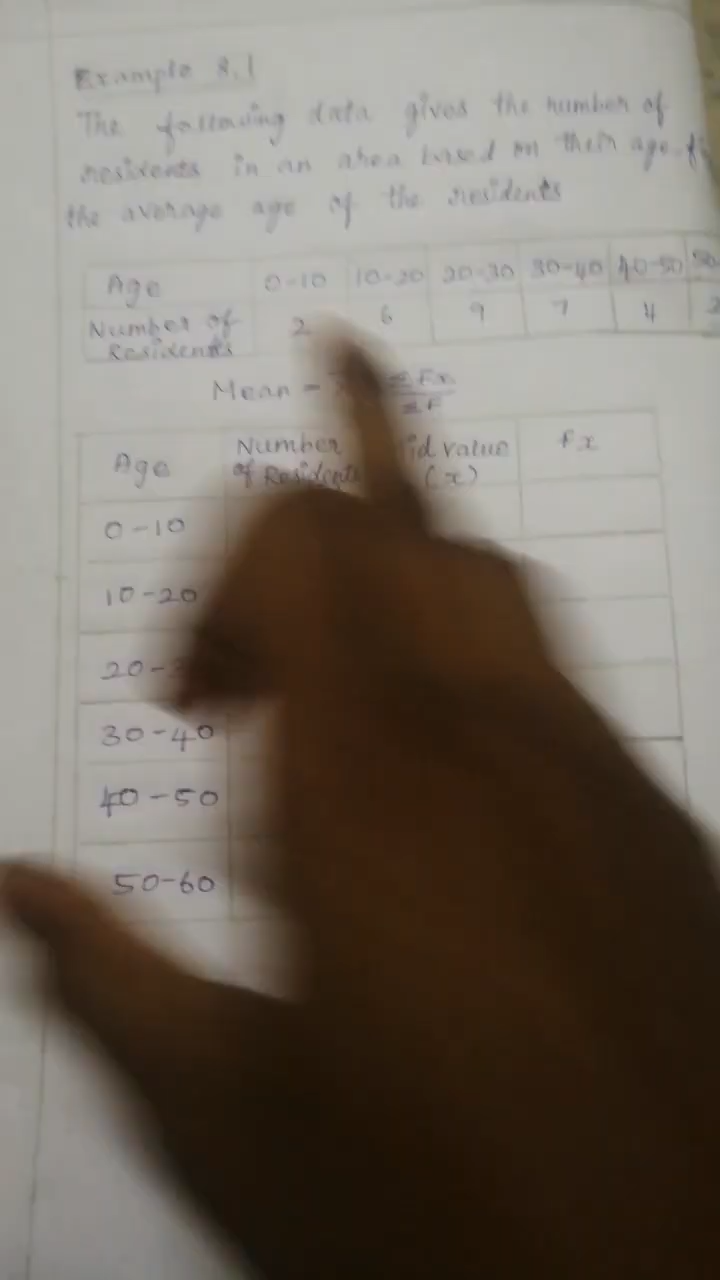 Example 8.1
The following data gives the number of
residents in an area based on their age.
the average age of the residents
Age 0-10 10-20 20-30 30-40 40-50
Number of Residents 2 6 9 7 4
Mean = ΣFx / ΣF
Age Number of Residents value (x) Fx
0-10
10-20
20-
30-40
40-50
50-60